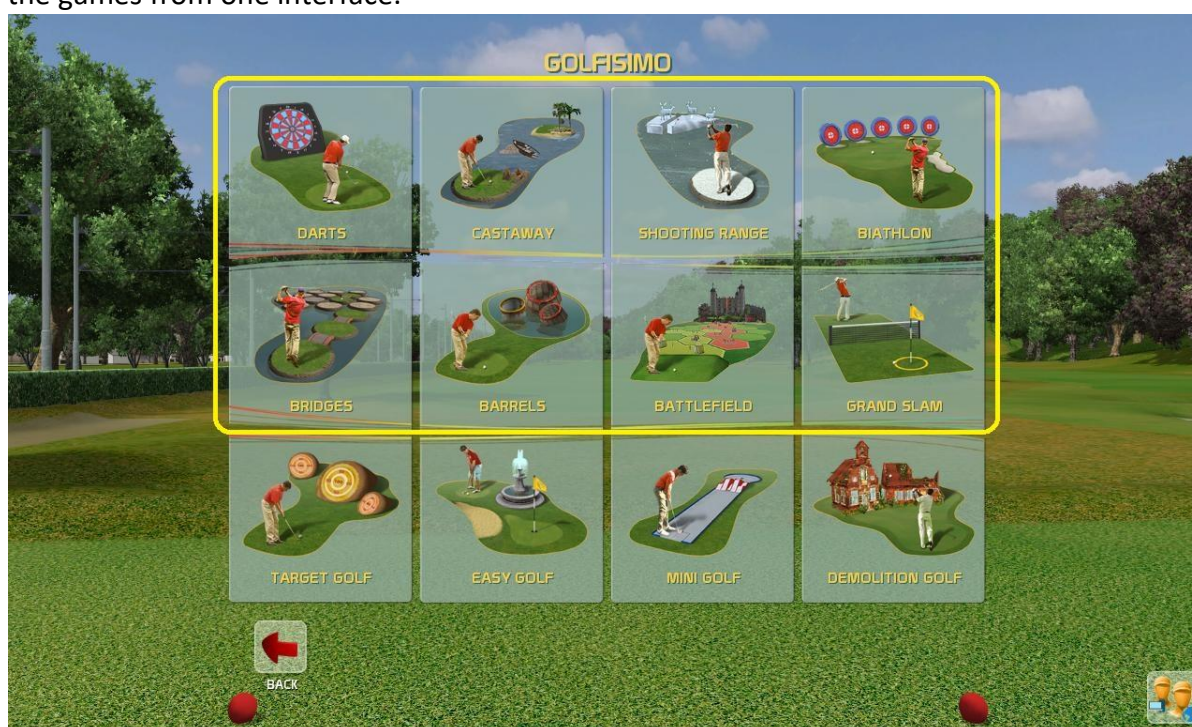 the games from one interface.
GOLFISIMO
DARTS
CASTAWAY
SHOOTING RANGE
BIATHLON
BRIDGES
BARRELS
BATTLEFIELD
GRAND SLAM
TARGET GOLF
EASY GOLF
MINI GOLF
DEMOLITION GOLF
BACK